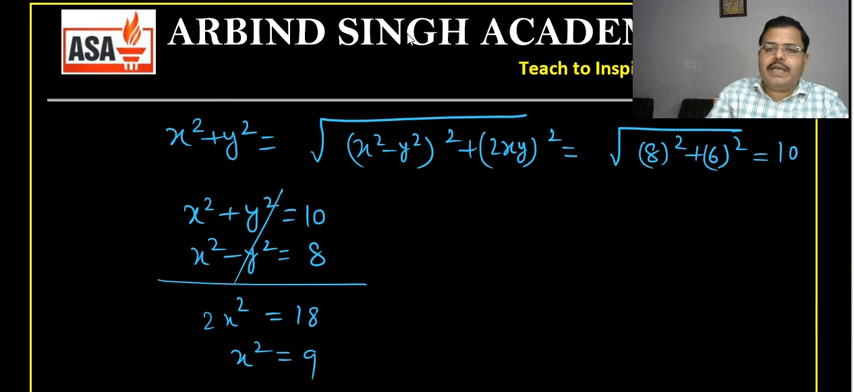 ASA
ARBIND SINGH ACADEM
Teach to Inspi
x² + y² = √(x² - y²)² + (2xy)² = √(8)² + (6)² = 10
x² + y² = 10
x² - y² = 8
2x² = 18
x² = 9